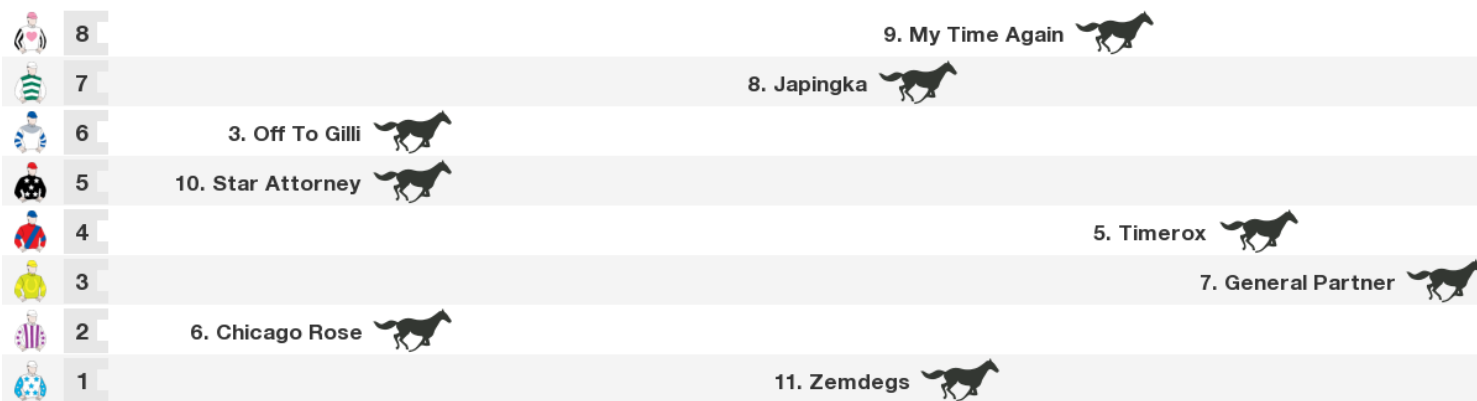 8 9. My Time Again
7 8. Japingka
6 3. Off To Gilli
5 10. Star Attorney
4 5. Timerox
3 7. General Partner
2 6. Chicago Rose
1 11. Zemdegs